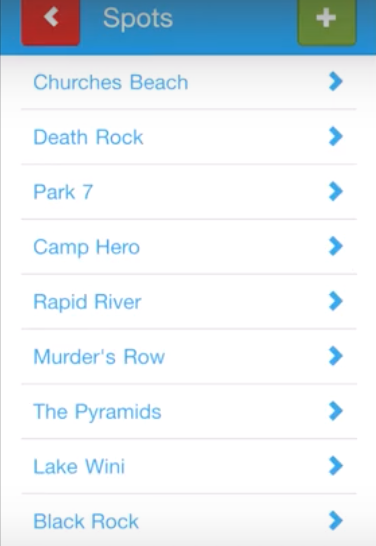 Spots
Churches Beach
Death Rock
Park 7
Camp Hero
Rapid River
Murder's Row
The Pyramids
Lake Wini
Black Rock